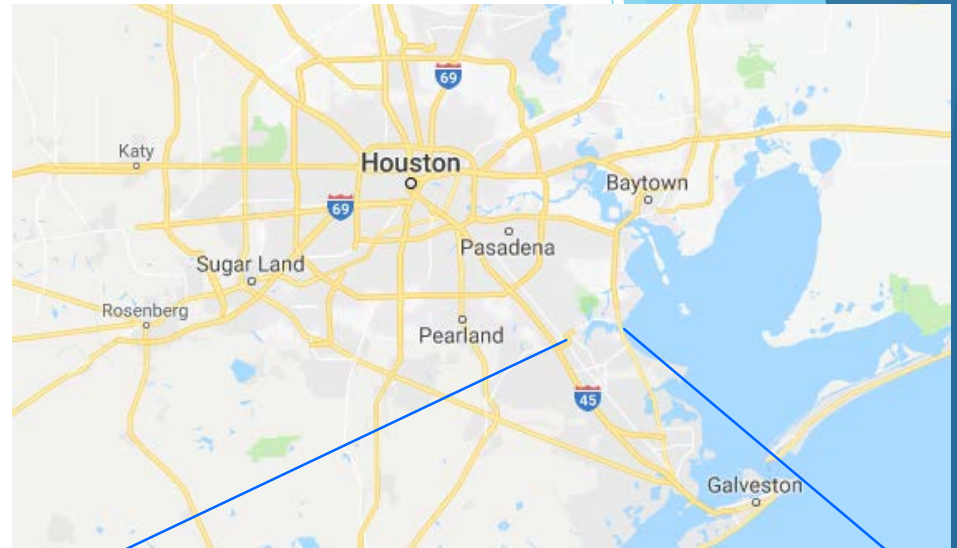 69
Katy
Houston
Baytown
69
Pasadena
Sugar Land
Rosenberg
Pearland
45
Galveston